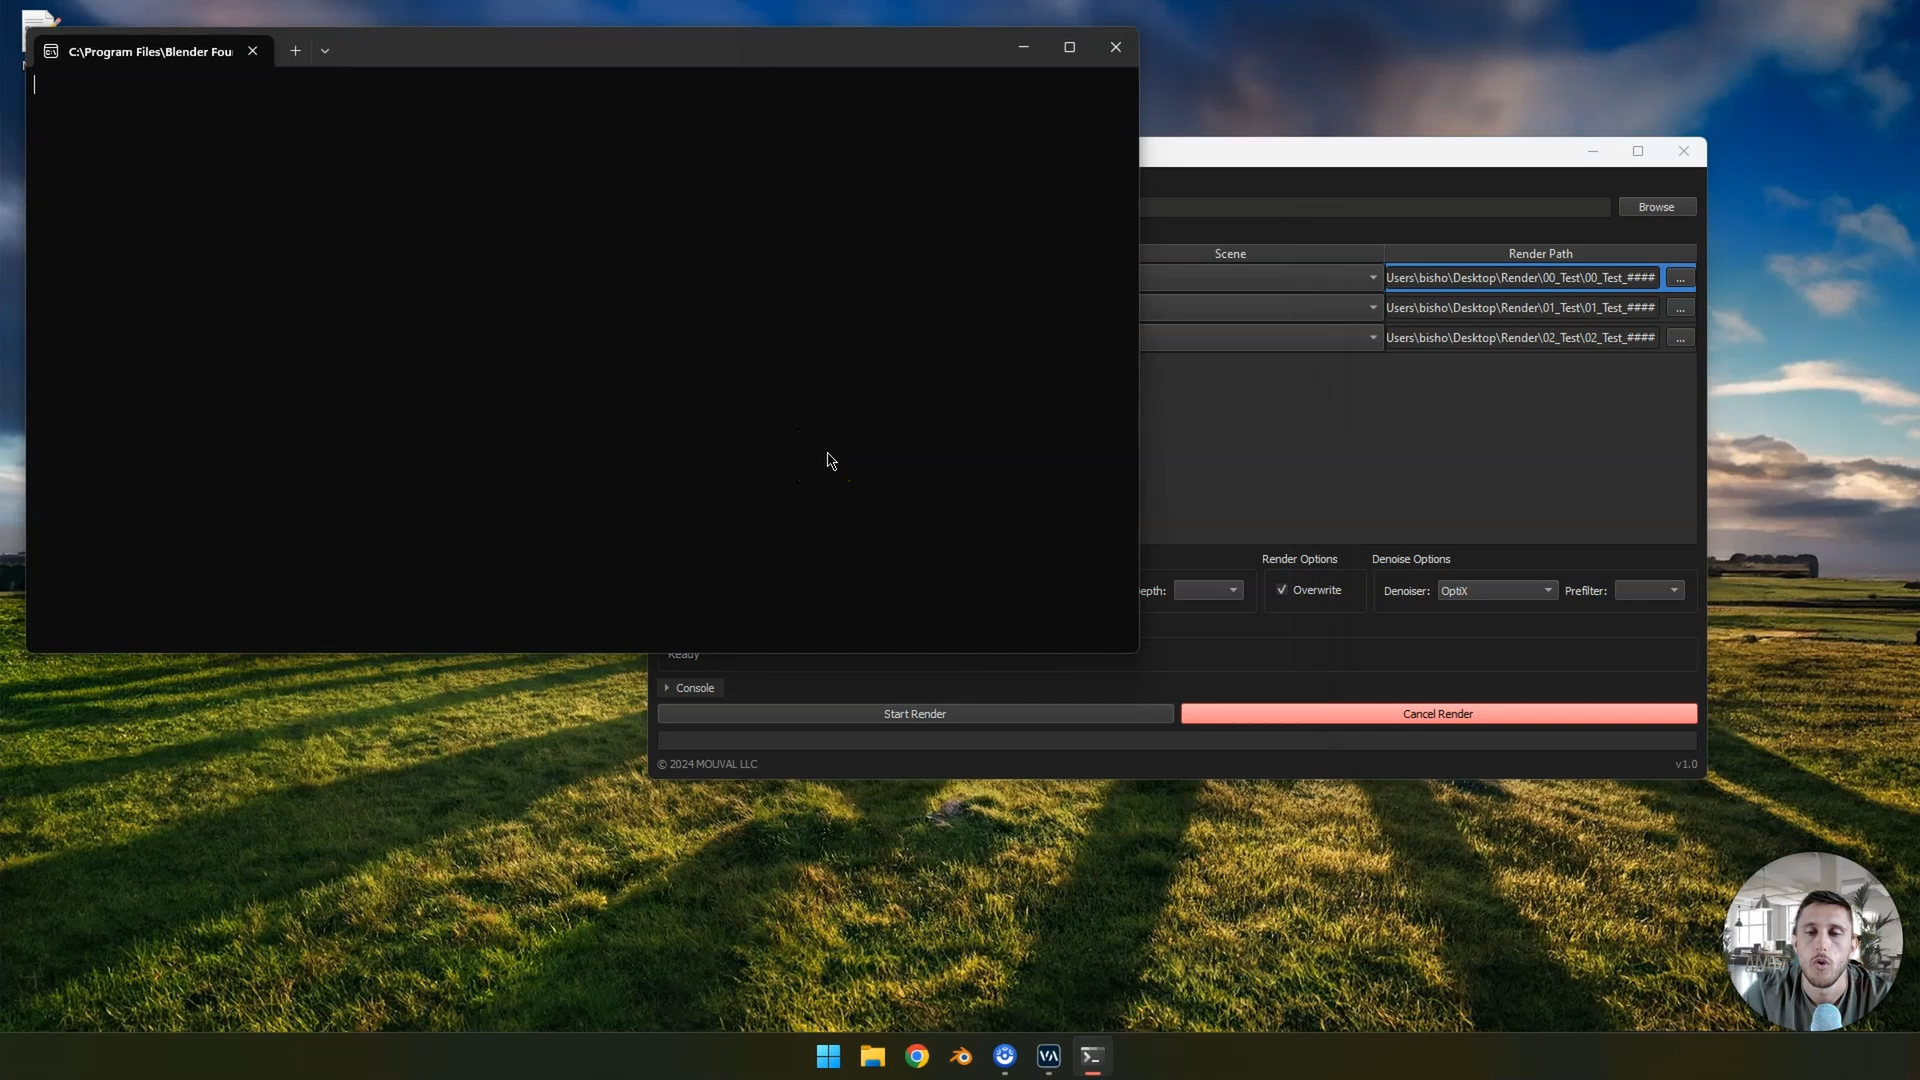 C:\Program Files\Blender Fou
Browse
Scene
Render Path
Users\bisho\Desktop\Render\00_Test\00_Test_####
...
Users\bisho\Desktop\Render\01_Test\01_Test_####
...
Users\bisho\Desktop\Render\02_Test\02_Test_####
...
Render Options
Denoise Options
epth:
Overwrite
Denoiser:
OptiX
Prefilter:
Ready
Console
Start Render
Cancel Render
© 2024 MOUVAL LLC
v1.0